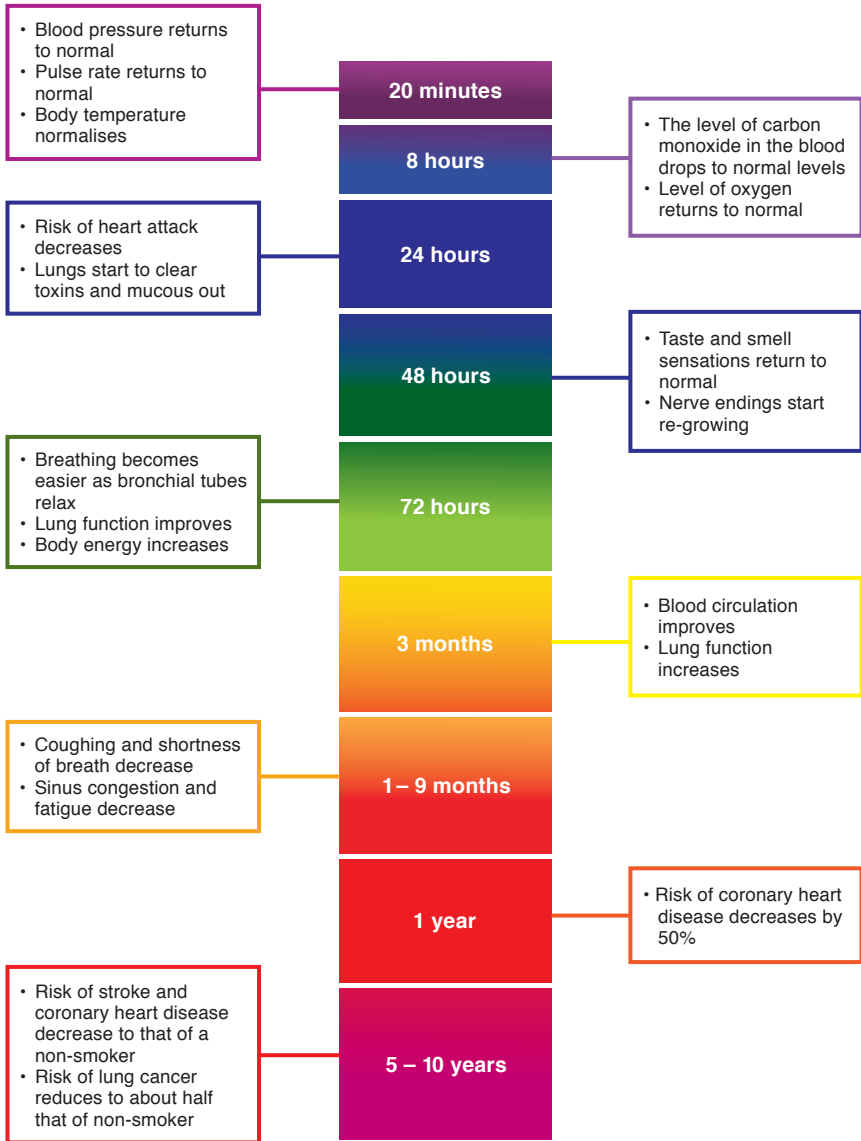 • Blood pressure returns
to normal
• Pulse rate returns to
normal
• Body temperature
normalises
20 minutes
8 hours
• The level of carbon
monoxide in the blood
drops to normal levels
• Level of oxygen
returns to normal
• Risk of heart attack
decreases
• Lungs start to clear
toxins and mucous out
24 hours
48 hours
• Taste and smell
sensations return to
normal
• Nerve endings start
re-growing
• Breathing becomes
easier as bronchial tubes
relax
• Lung function improves
• Body energy increases
72 hours
3 months
• Blood circulation
improves
• Lung function
increases
• Coughing and shortness
of breath decrease
• Sinus congestion and
fatigue decrease
1 – 9 months
1 year
• Risk of coronary heart
disease decreases by
50%
• Risk of stroke and
coronary heart disease
decrease to that of a
non-smoker
• Risk of lung cancer
reduces to about half
that of non-smoker
5 – 10 years